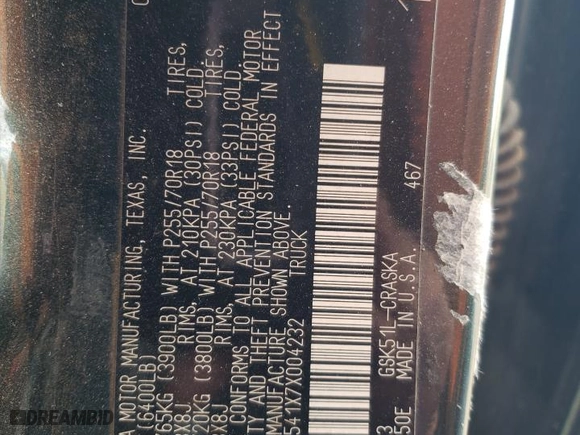 A MOTOR MANUFACTURING, TEXAS, INC.
(6400LB)
765KG (3900LB) WITH P255/70R18 TIRES,
X8J RIMS, AT 210KPA (30PSI) COLD.
20KG (3800LB) WITH P255/70R18 TIRES,
X8J RIMS, AT 230KPA (33PSI) COLD
CONFORMS TO ALL APPLICABLE FEDERAL MOTOR
TY AND THEFT PREVENTION STANDARDS IN EFFECT
MANUFACTURE SHOWN ABOVE.
541X7X004232 TRUCK
467
GSK51L-CRASKA
50E MADE IN U.S.A.
DREAMBID